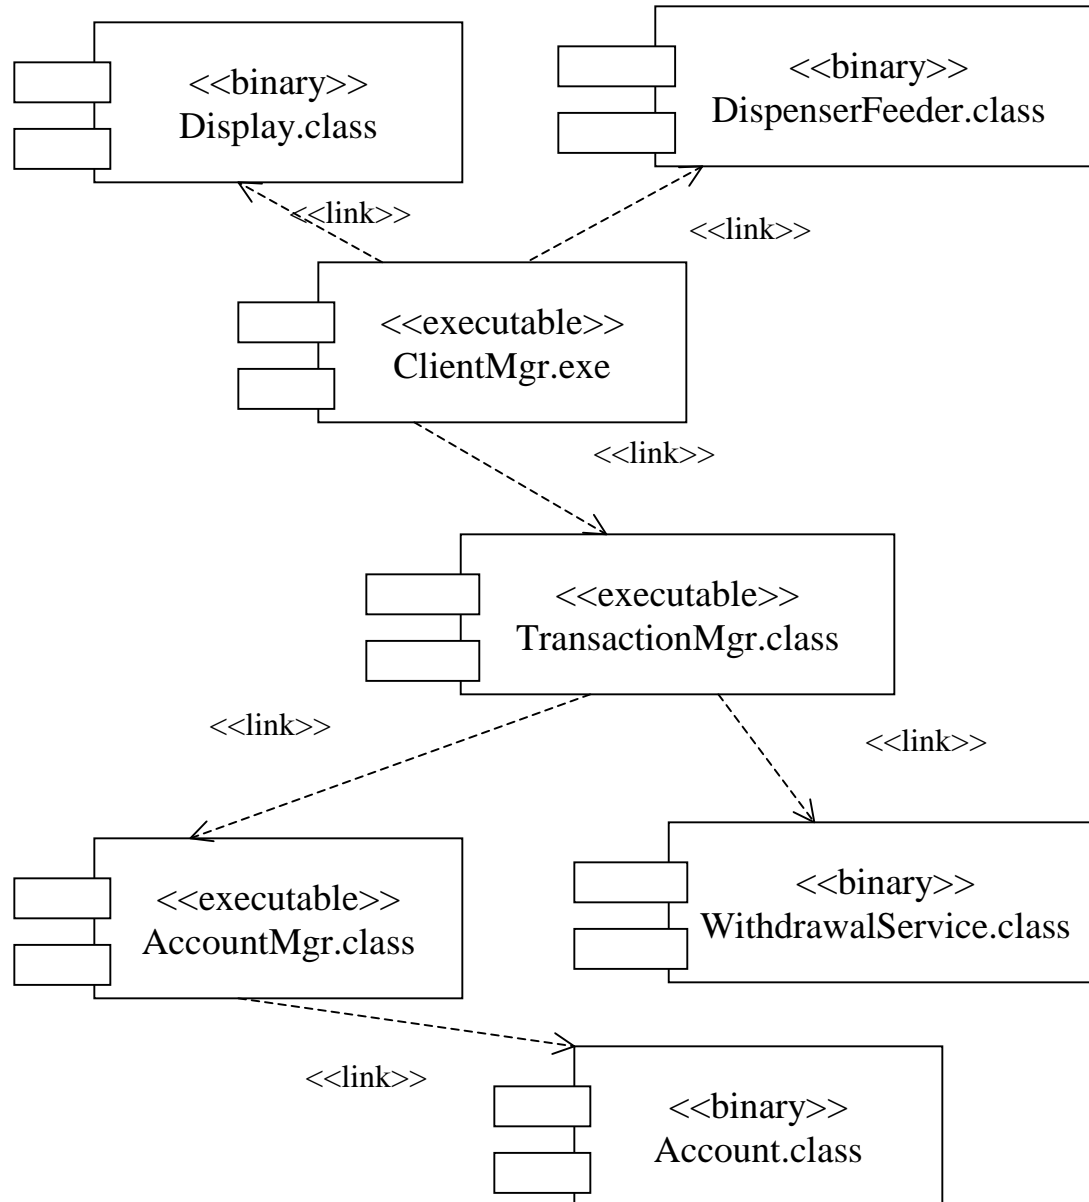 <<binary>>
Display.class
<<binary>>
DispenserFeeder.class
<<link>>
<<link>>
<<executable>>
ClientMgr.exe
<<link>>
<<executable>>
TransactionMgr.class
<<link>>
<<link>>
<<executable>>
AccountMgr.class
<<binary>>
WithdrawalService.class
<<link>>
<<binary>>
Account.class